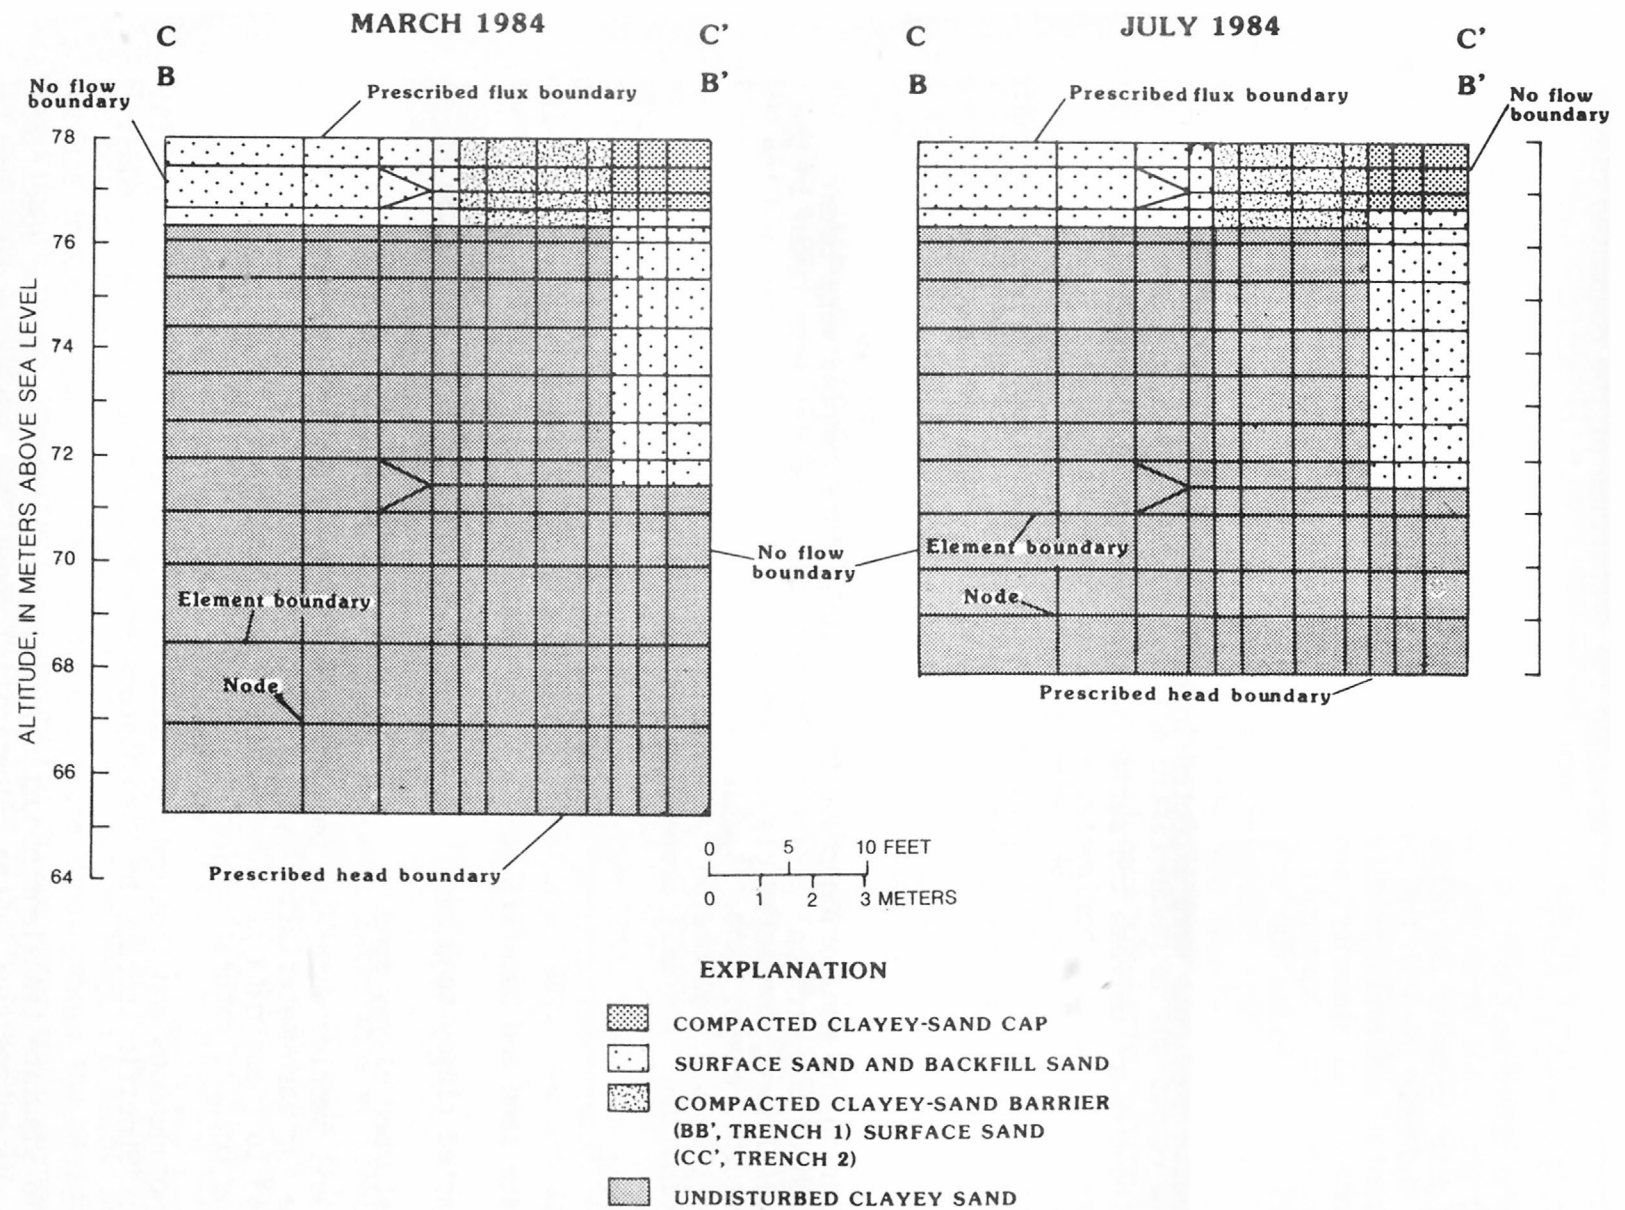 MARCH 1984
C
C'
B
B'
No flow
boundary
Prescribed flux boundary
JULY 1984
C
C'
B
B'
Prescribed flux boundary
No flow
boundary
78
76
74
72
70
68
66
64
ALTITUDE, IN METERS ABOVE SEA LEVEL
Element boundary
Node
No flow
boundary
Element boundary
Node
Prescribed head boundary
Prescribed head boundary
0 5 10 FEET
0 1 2 3 METERS
EXPLANATION
COMPACTED CLAYEY-SAND CAP
SURFACE SAND AND BACKFILL SAND
COMPACTED CLAYEY-SAND BARRIER
(BB', TRENCH 1) SURFACE SAND
(CC', TRENCH 2)
UNDISTURBED CLAYEY SAND